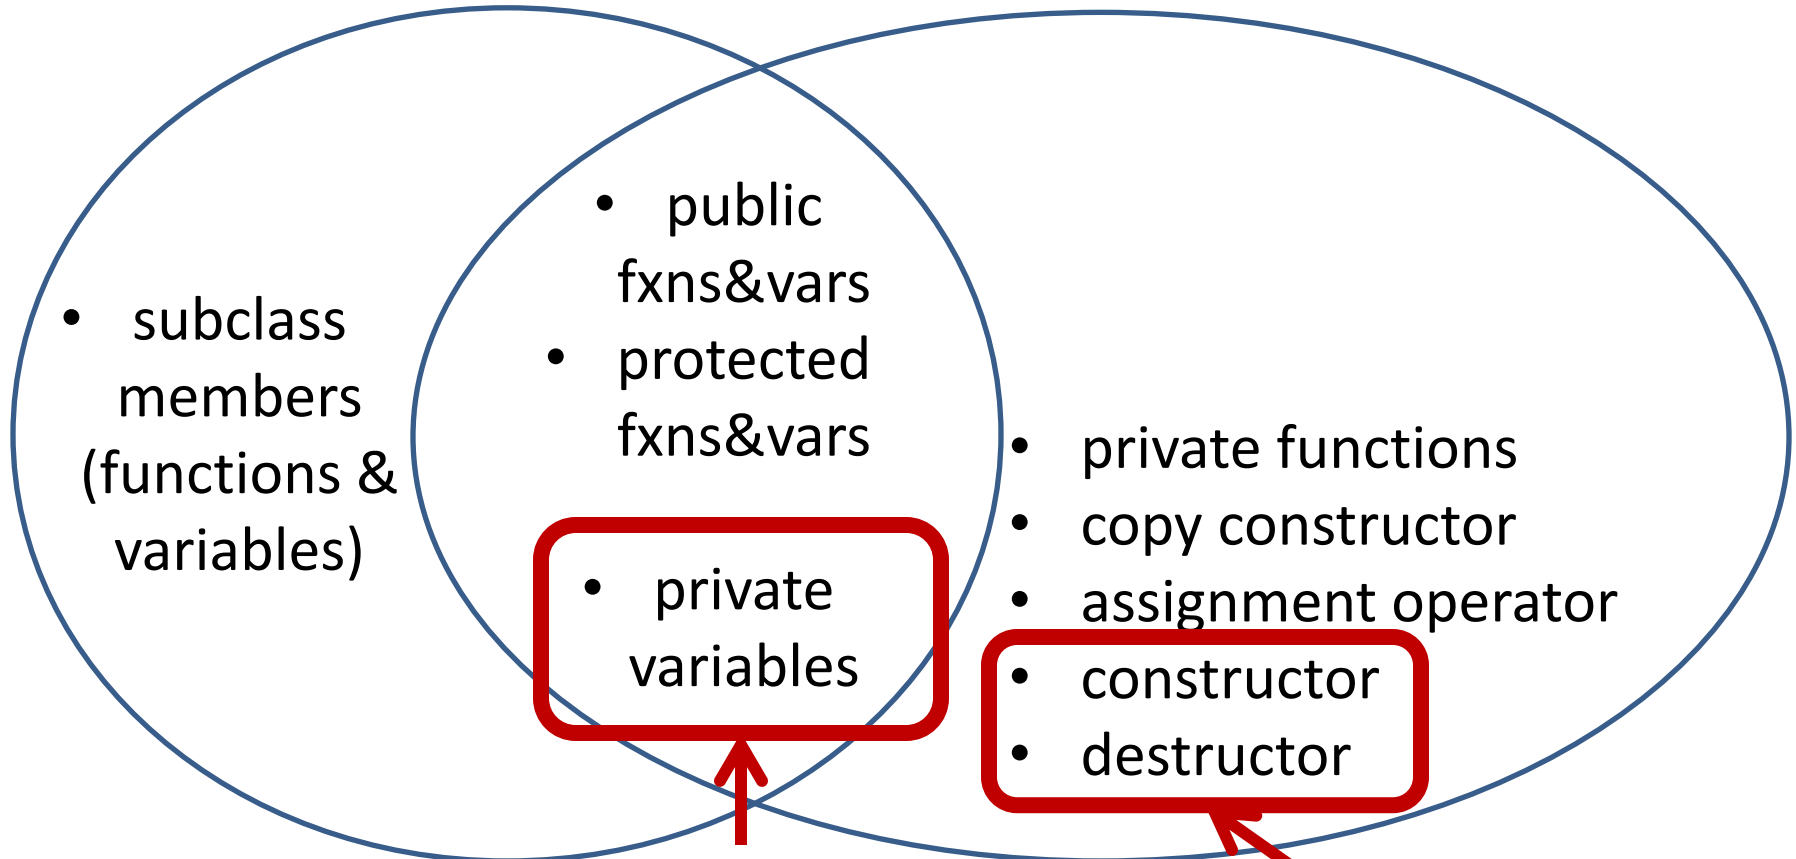 • subclass
members
(functions &
variables)
• public
fxns&vars
• protected
fxns&vars
• private
variables
• private functions
• copy constructor
• assignment operator
• constructor
• destructor